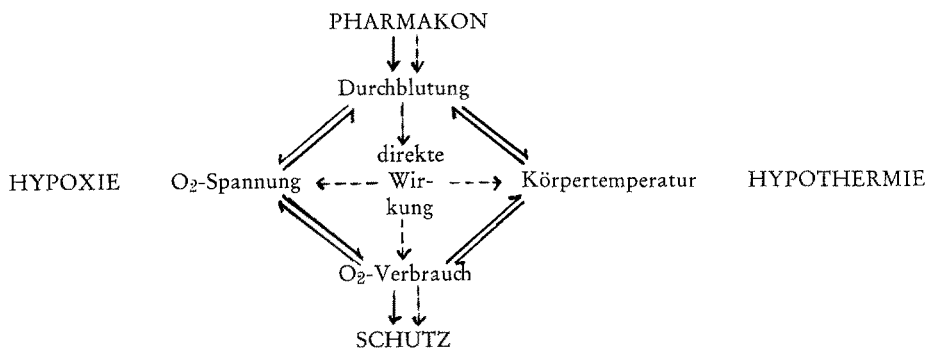 PHARMAKON
Durchblutung
direkte
HYPOXIE O₂-Spannung Wir- Körpertemperatur HYPOTHERMIE
kung
O₂-Verbrauch
SCHUTZ